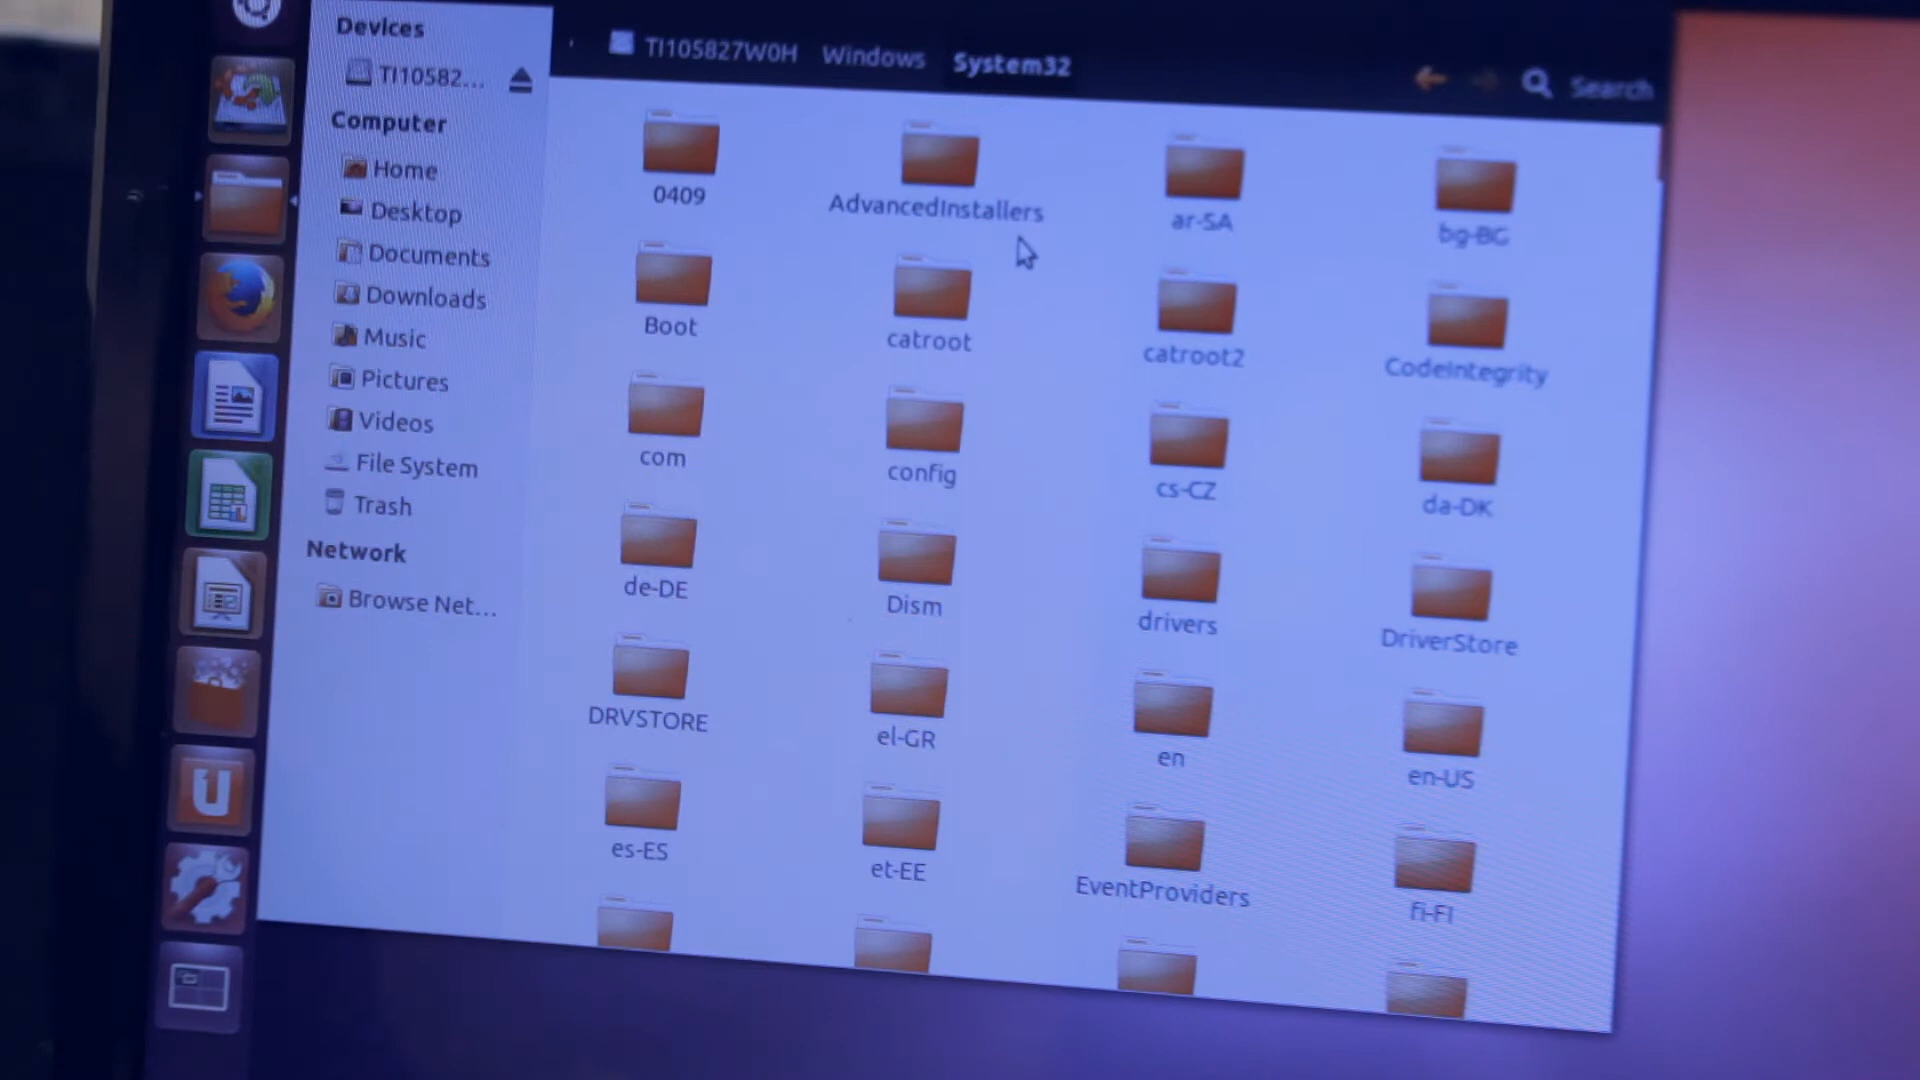 Devices
TI10582...
Computer
Home
Desktop
Documents
Downloads
Music
Pictures
Videos
File System
Trash
Network
Browse Net...
TI105827W0H Windows System32
Search
0409 AdvancedInstallers ar-SA bg-BG
Boot catroot catroot2 CodeIntegrity
com config cs-CZ da-DK
de-DE Dism drivers DriverStore
DRVSTORE el-GR en en-US
es-ES et-EE EventProviders fi-FI